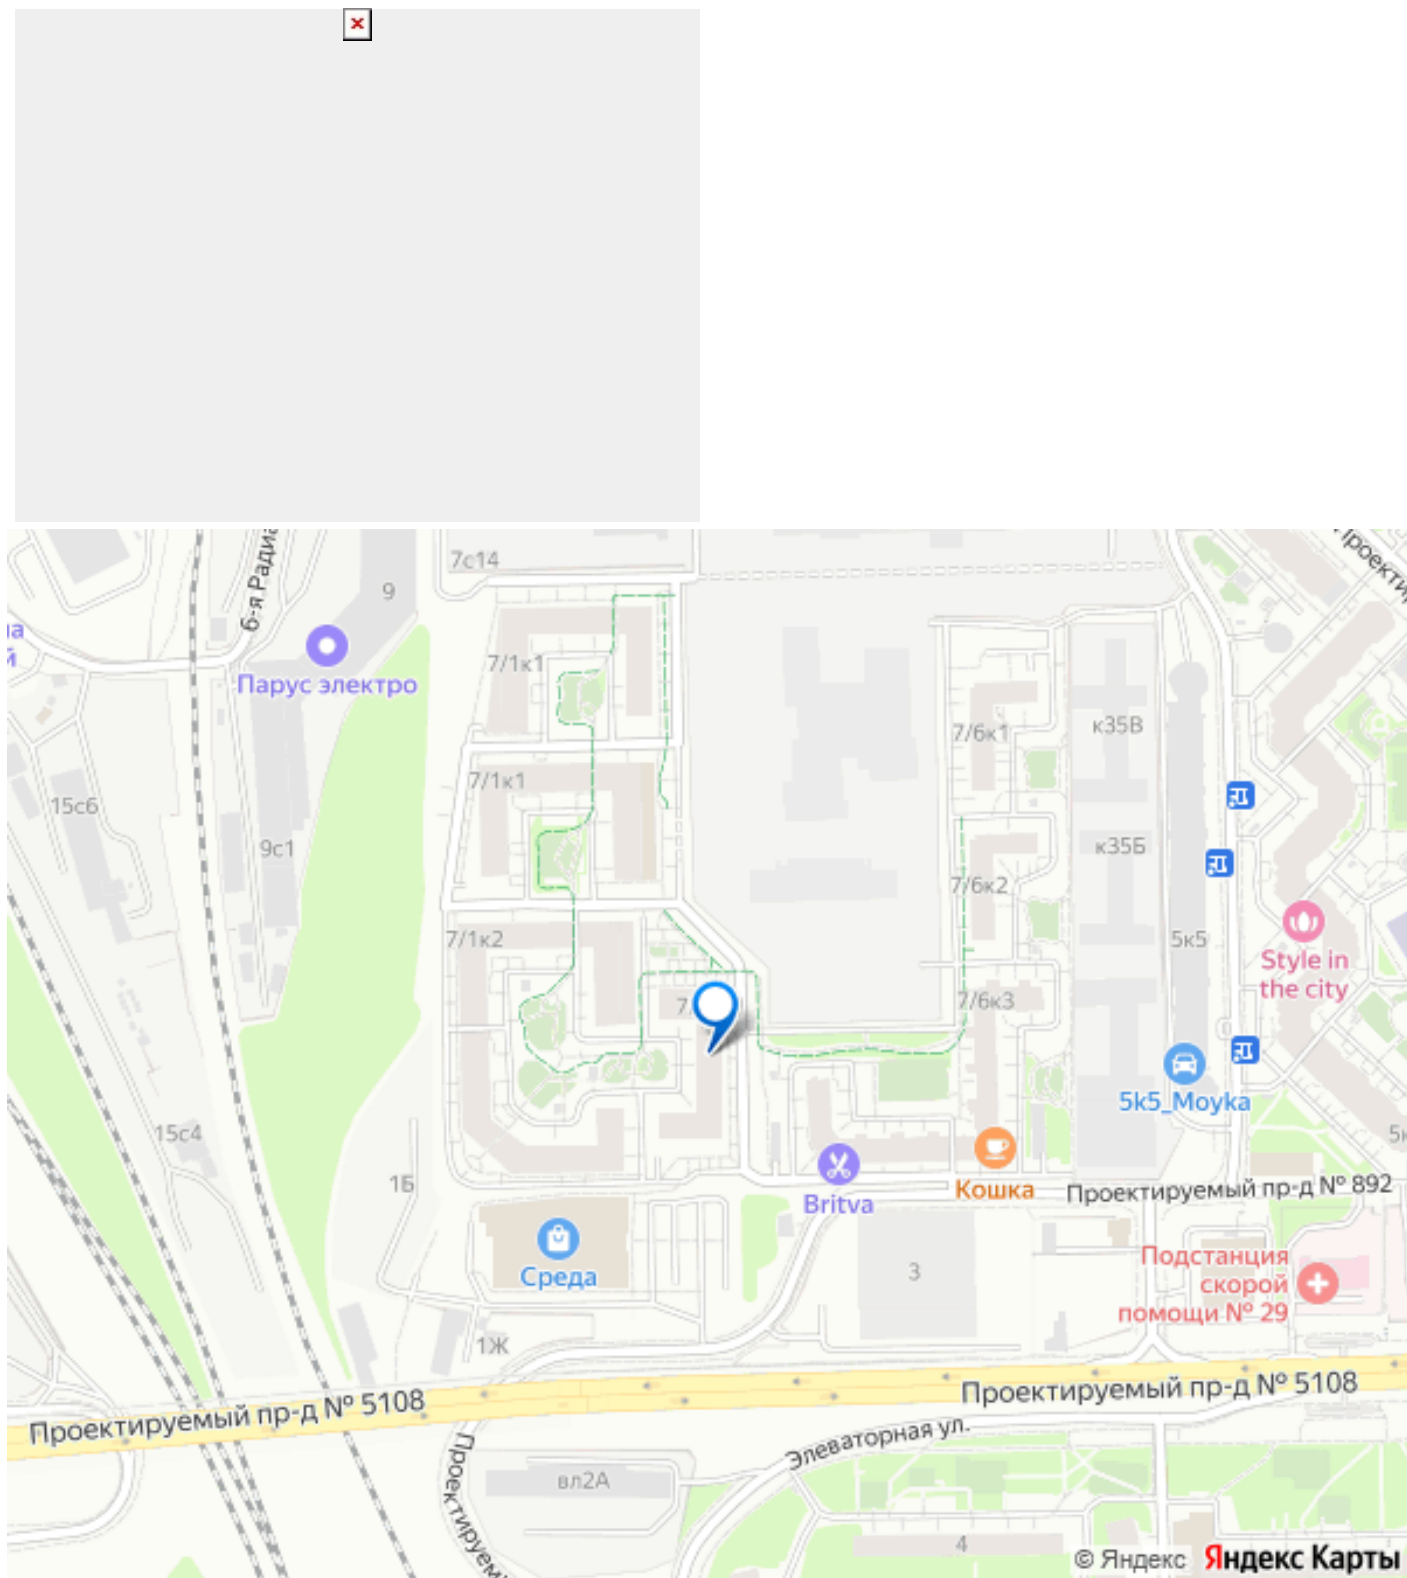 7с14
6-я Радиа
9
Проекти
7/1к1
Парус электро
7/6к1
к35В
7/1к1
15с6
9с1
к35Б
7/6к2
7/1к2
5к5
Style in
the city
7/6к3
7/
5k5_Moyka
15с4
5к
1Б
Britva
Кошка
Проектируемый пр-д № 892
Среда
3
Подстанция
скорой
помощи № 29
1Ж
Проектируемый пр-д № 5108
Проектируемый пр-д № 5108
Элеваторная ул.
Проектируем
вл2А
4
© Яндекс Яндекс Карты